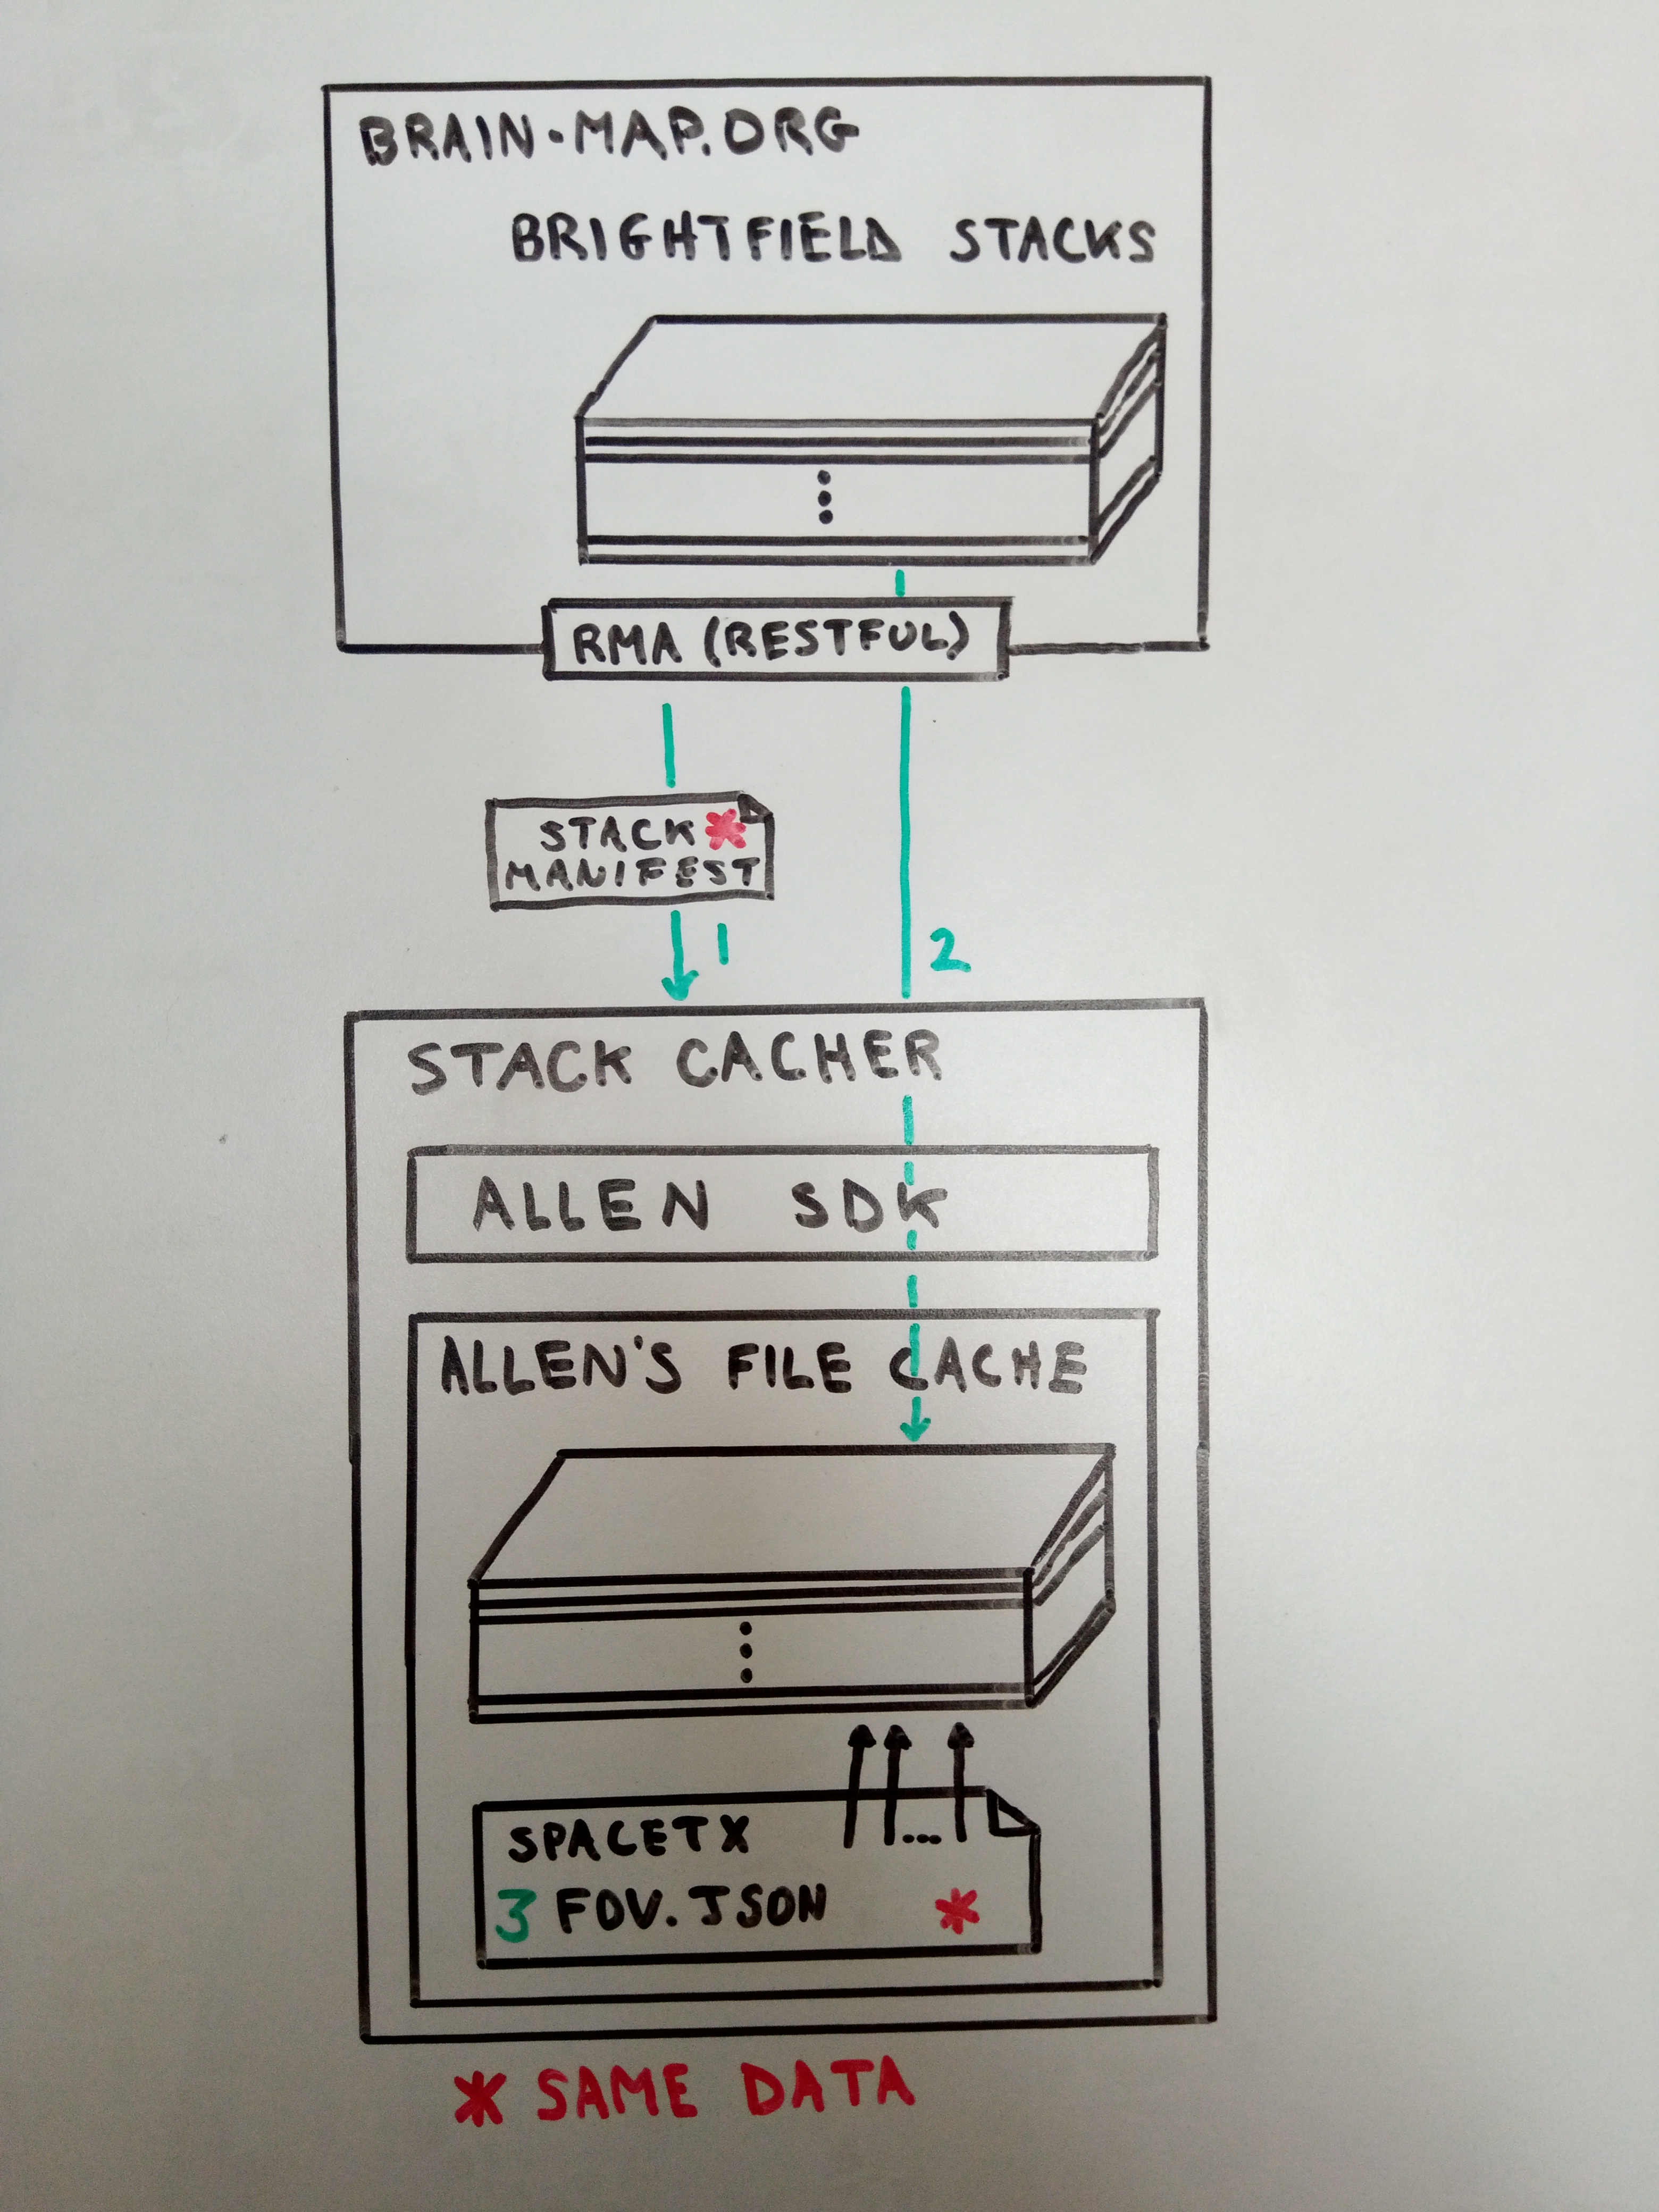 BRAIN-MAP.ORG
BRIGHTFIELD STACKS
RMA (RESTFUL)
STACK *
MANIFEST
1
2
STACK CACHER
ALLEN SDK
ALLEN'S FILE CACHE
SPACETX ...
3 FOV.JSON *
* SAME DATA